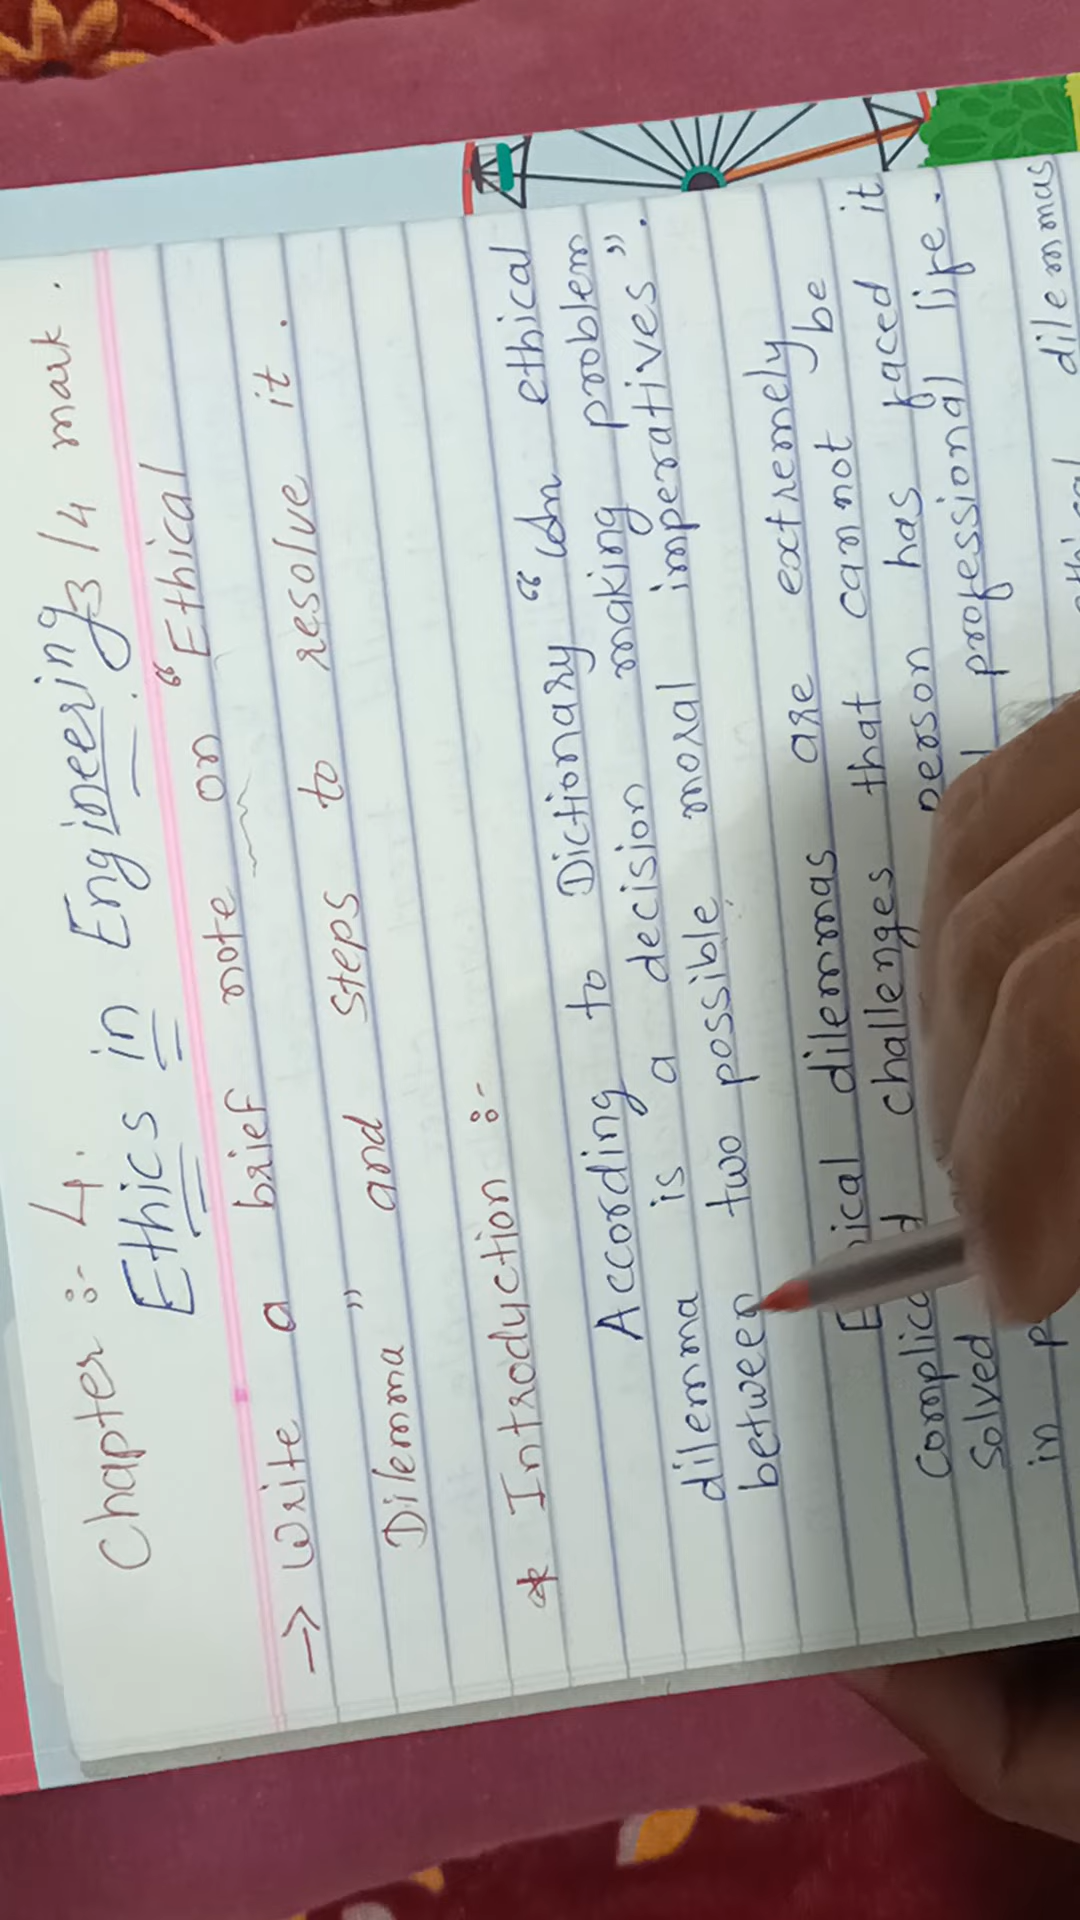 Chapter :- 4.
Ethics in Engineering 3/4 mark.
→ Write a brief note on "Ethical
Dilemma" and steps to resolve it.
* Introduction :-
According to Dictionary "An ethical
dilemma is a decision making problem
between two possible moral imperatives".
dilemmas are extremely
challenges that cannot be
solved person has faced it
in professional life.
dilemmas